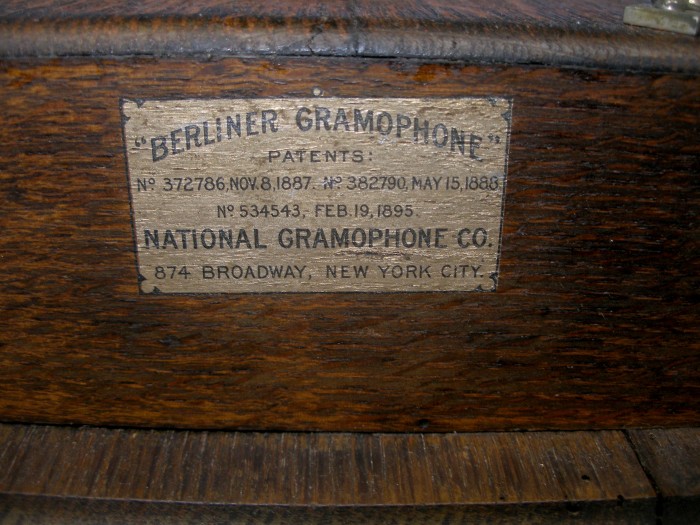 "BERLINER GRAMOPHONE"
PATENTS:
Nº 372786, NOV. 8, 1887. Nº 382790, MAY 15, 1888
Nº 534543, FEB. 19, 1895.
NATIONAL GRAMOPHONE CO.
874 BROADWAY, NEW YORK CITY.